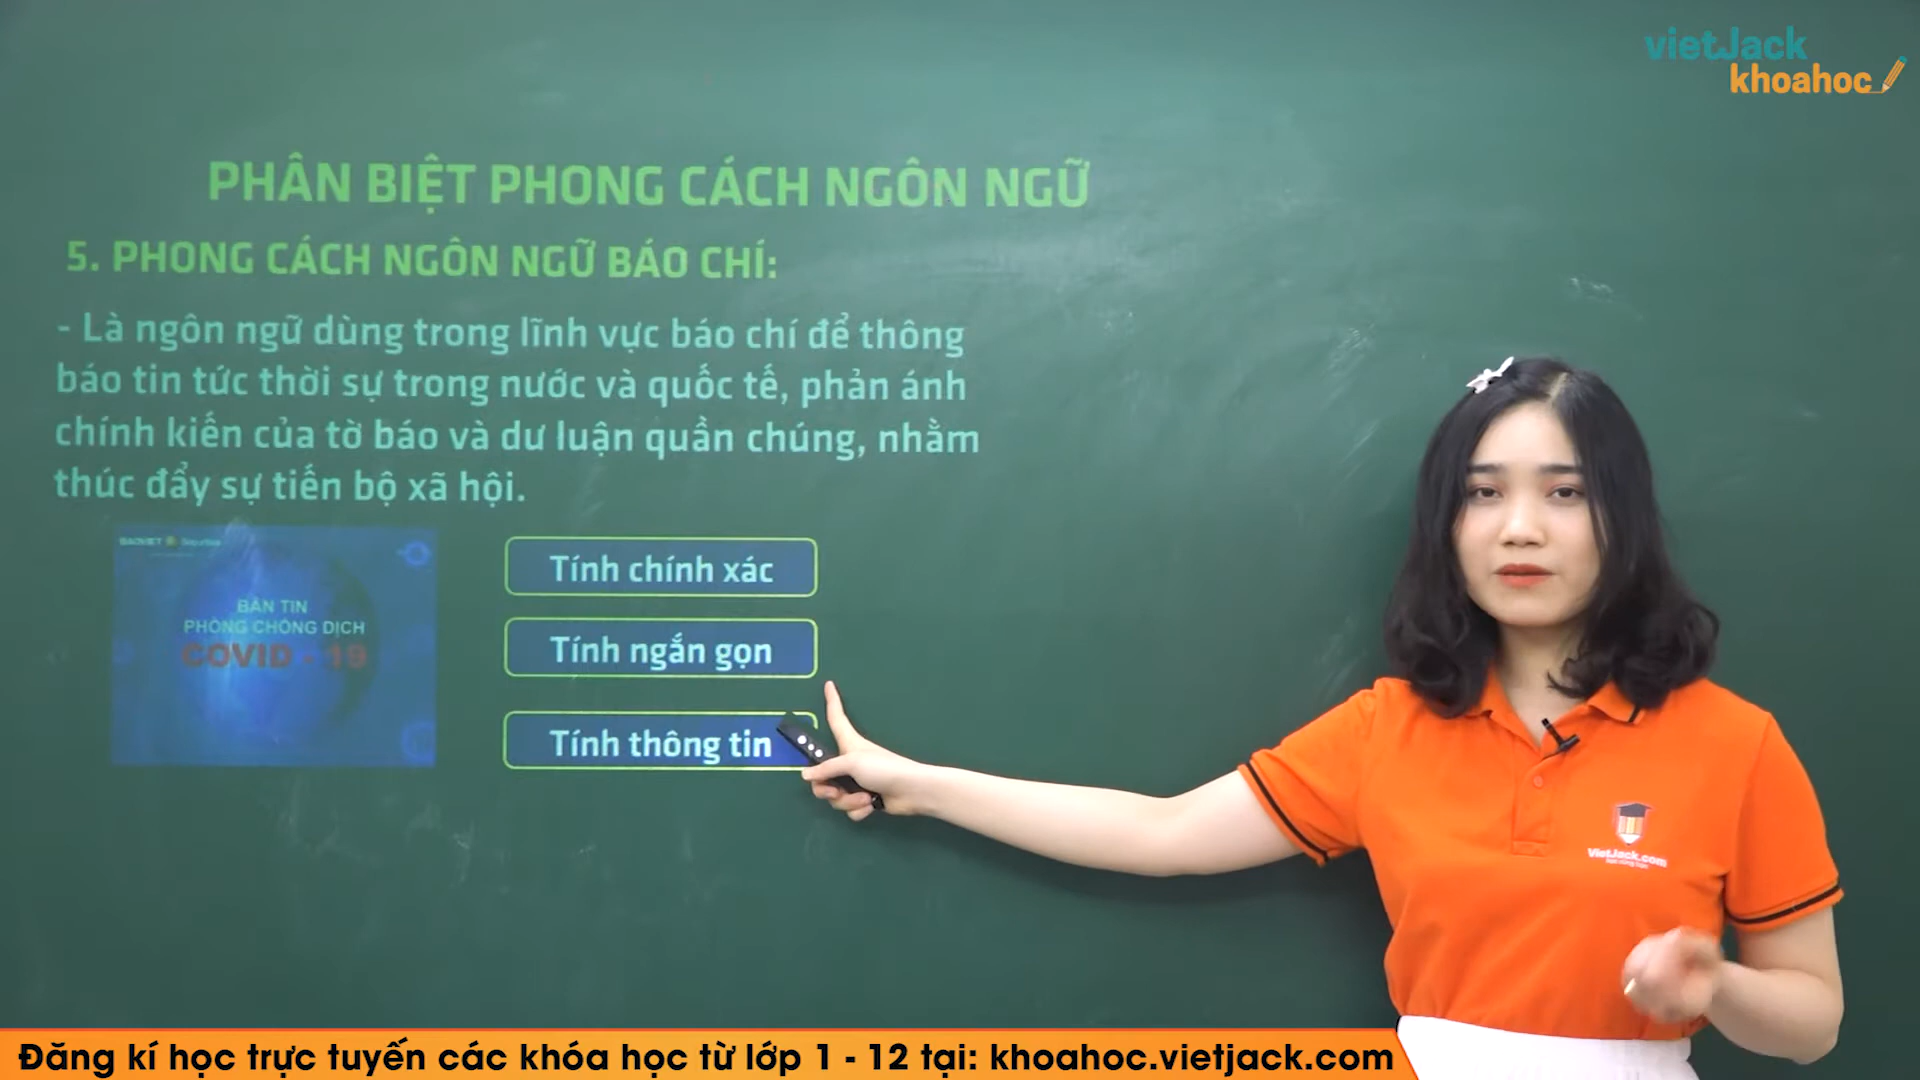 vietJack
khoahoc
PHÂN BIỆT PHONG CÁCH NGÔN NGỮ
5. PHONG CÁCH NGÔN NGỮ BÁO CHÍ:
- Là ngôn ngữ dùng trong lĩnh vực báo chí để thông
báo tin tức thời sự trong nước và quốc tế, phản ánh
chính kiến của tờ báo và dư luận quần chúng, nhằm
thúc đẩy sự tiến bộ xã hội.
BAOVIET
BẢN TIN
PHÒNG CHỐNG DỊCH
COVID - 19
Tính chính xác
Tính ngắn gọn
Tính thông tin
VietJack.com
Đăng kí học trực tuyến các khóa học từ lớp 1 - 12 tại: khoahoc.vietjack.com